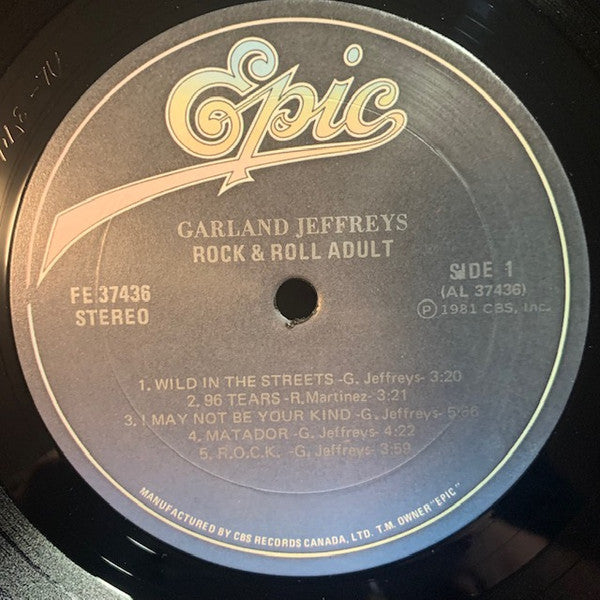 Epic
GARLAND JEFFREYS
ROCK & ROLL ADULT
FE 37436
STEREO
SIDE 1
(AL 37436)
Ⓟ 1981 CBS, Inc.
1. WILD IN THE STREETS -G. Jeffreys- 3:20
2. 96 TEARS -R. Martinez- 3:21
3. I MAY NOT BE YOUR KIND -G. Jeffreys-
4. MATADOR -G. Jeffreys- 4:22
5. R.O.C.K. -G. Jeffreys- 3:59
MANUFACTURED BY CBS RECORDS CANADA, LTD. T.M. OWNER "EPIC"